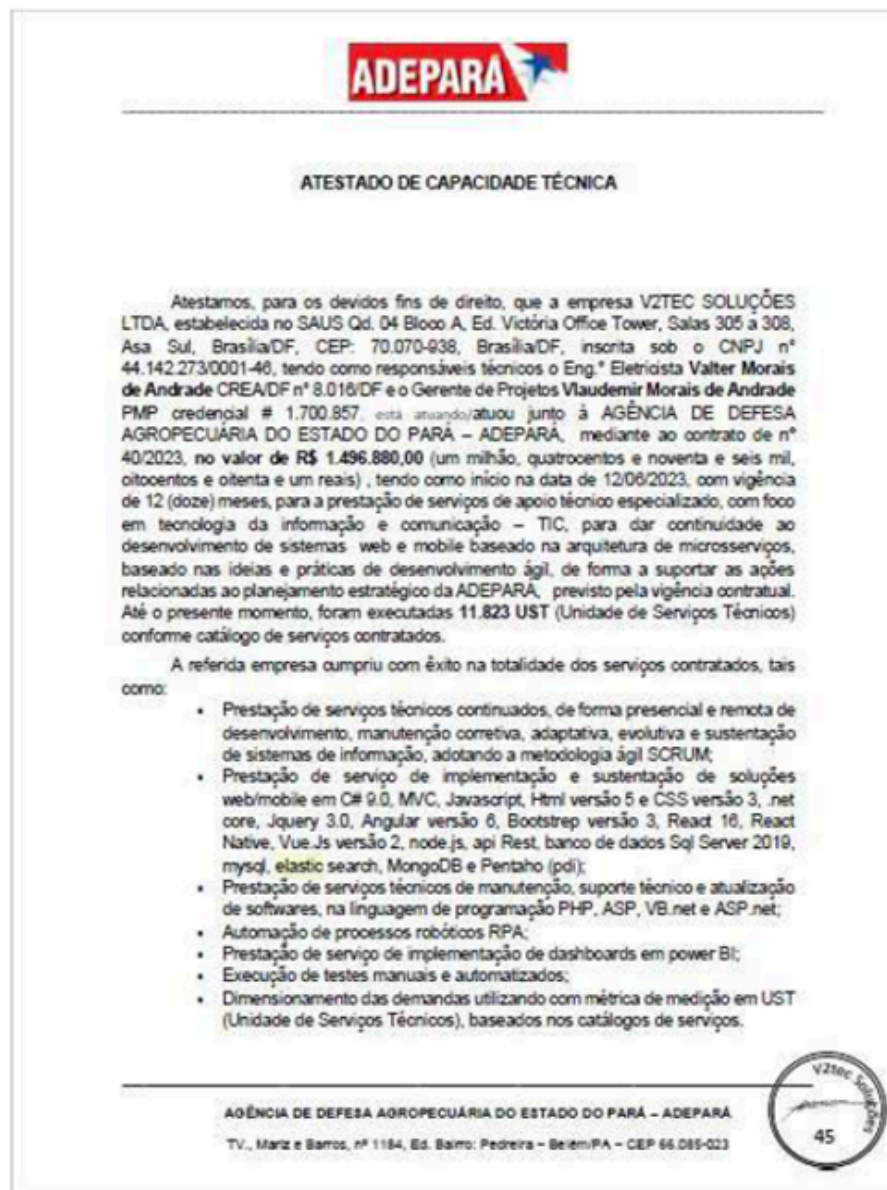 ADEPARÁ
ATESTADO DE CAPACIDADE TÉCNICA
Atestamos, para os devidos fins de direito, que a empresa V2TEC SOLUÇÕES
LTDA, estabelecida no SAUS Qd. 04 Bloco A, Ed. Victória Office Tower, Salas 305 a 308,
Asa Sul, Brasília/DF, CEP: 70.070-938, Brasília/DF, inscrita sob o CNPJ n°
44.142.273/0001-46, tendo como responsáveis técnicos o Eng.° Eletricista Valter Morais
de Andrade CREA/DF n° 8.016/DF e o Gerente de Projetos Vlaudemir Morais de Andrade
PMP credencial # 1.700.857, está atuando/atuou junto à AGÊNCIA DE DEFESA
AGROPECUÁRIA DO ESTADO DO PARÁ – ADEPARÁ, mediante ao contrato de n°
40/2023, no valor de R$ 1.496.880,00 (um milhão, quatrocentos e noventa e seis mil,
oitocentos e oitenta e um reais) , tendo como início na data de 12/06/2023, com vigência
de 12 (doze) meses, para a prestação de serviços de apoio técnico especializado, com foco
em tecnologia da informação e comunicação – TIC, para dar continuidade ao
desenvolvimento de sistemas web e mobile baseado na arquitetura de microsserviços,
baseado nas ideias e práticas de desenvolvimento ágil, de forma a suportar as ações
relacionadas ao planejamento estratégico da ADEPARÁ, previsto pela vigência contratual.
Até o presente momento, foram executadas 11.823 UST (Unidade de Serviços Técnicos)
conforme catálogo de serviços contratados.
A referida empresa cumpriu com êxito na totalidade dos serviços contratados, tais
como:
• Prestação de serviços técnicos continuados, de forma presencial e remota de
desenvolvimento, manutenção corretiva, adaptativa, evolutiva e sustentação
de sistemas de informação, adotando a metodologia ágil SCRUM;
• Prestação de serviço de implementação e sustentação de soluções
web/mobile em C# 9.0, MVC, Javascript, Html versão 5 e CSS versão 3, .net
core, Jquery 3.0, Angular versão 6, Bootstrep versão 3, React 16, React
Native, Vue.Js versão 2, node.js, api Rest, banco de dados Sql Server 2019,
mysql, elastic search, MongoDB e Pentaho (pdi);
• Prestação de serviços técnicos de manutenção, suporte técnico e atualização
de softwares, na linguagem de programação PHP, ASP, VB.net e ASP.net;
• Automação de processos robóticos RPA;
• Prestação de serviço de implementação de dashboards em power BI;
• Execução de testes manuais e automatizados;
• Dimensionamento das demandas utilizando com métrica de medição em UST
(Unidade de Serviços Técnicos), baseados nos catálogos de serviços.
AGÊNCIA DE DEFESA AGROPECUÁRIA DO ESTADO DO PARÁ – ADEPARÁ
TV., Mariz e Barros, nº 1184, Ed. Bairro: Pedreira – Belém/PA – CEP 66.085-023
V2tec Soluções
45